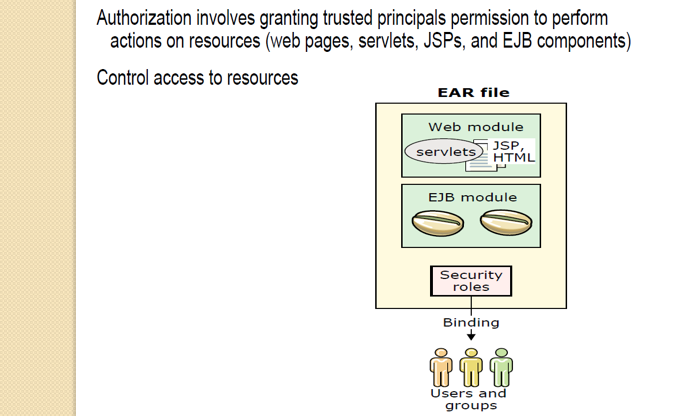 Authorization involves granting trusted principals permission to perform
actions on resources (web pages, servlets, JSPs, and EJB components)
Control access to resources
EAR file
Web module
servlets
JSP,
HTML
EJB module
Security
roles
Binding
Users and
groups